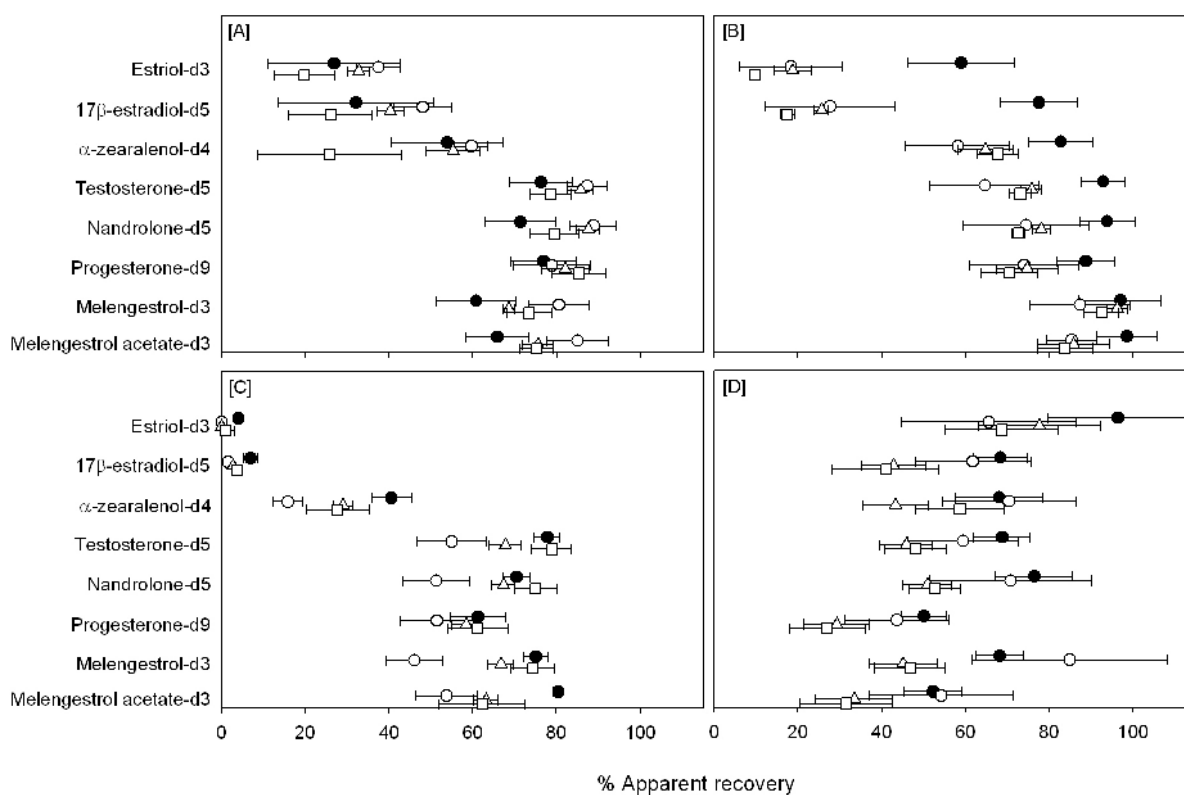 [A]
[B]
Estriol-d3
17β-estradiol-d5
α-zearalenol-d4
Testosterone-d5
Nandrolone-d5
Progesterone-d9
Melengestrol-d3
Melengestrol acetate-d3
[C]
[D]
Estriol-d3
17β-estradiol-d5
α-zearalenol-d4
Testosterone-d5
Nandrolone-d5
Progesterone-d9
Melengestrol-d3
Melengestrol acetate-d3
0 20 40 60 80 100 20 40 60 80 100
% Apparent recovery